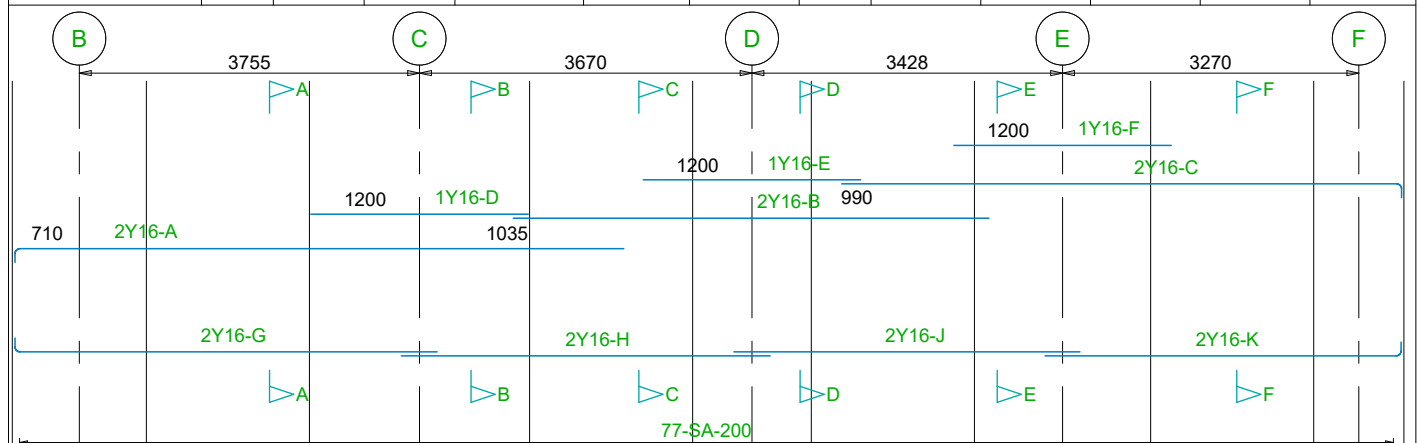 B C D E F
3755 3670 3428 3270
A B C D E F
1200 1Y16-F
1200 1Y16-E 2Y16-C
1200 1Y16-D 2Y16-B 990
710 2Y16-A 1035
2Y16-G 2Y16-H 2Y16-J 2Y16-K
A B C D E F
77-SA-200